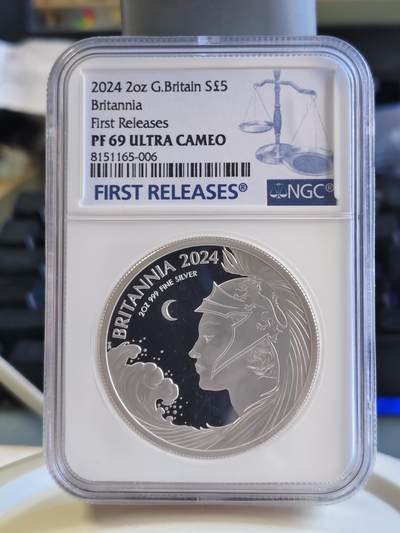 2024 2oz G.Britain S£5
Britannia
First Releases
PF 69 ULTRA CAMEO
8151165-006
FIRST RELEASES®
NGC®
BRITANNIA 2024
2OZ 999 FINE SILVER